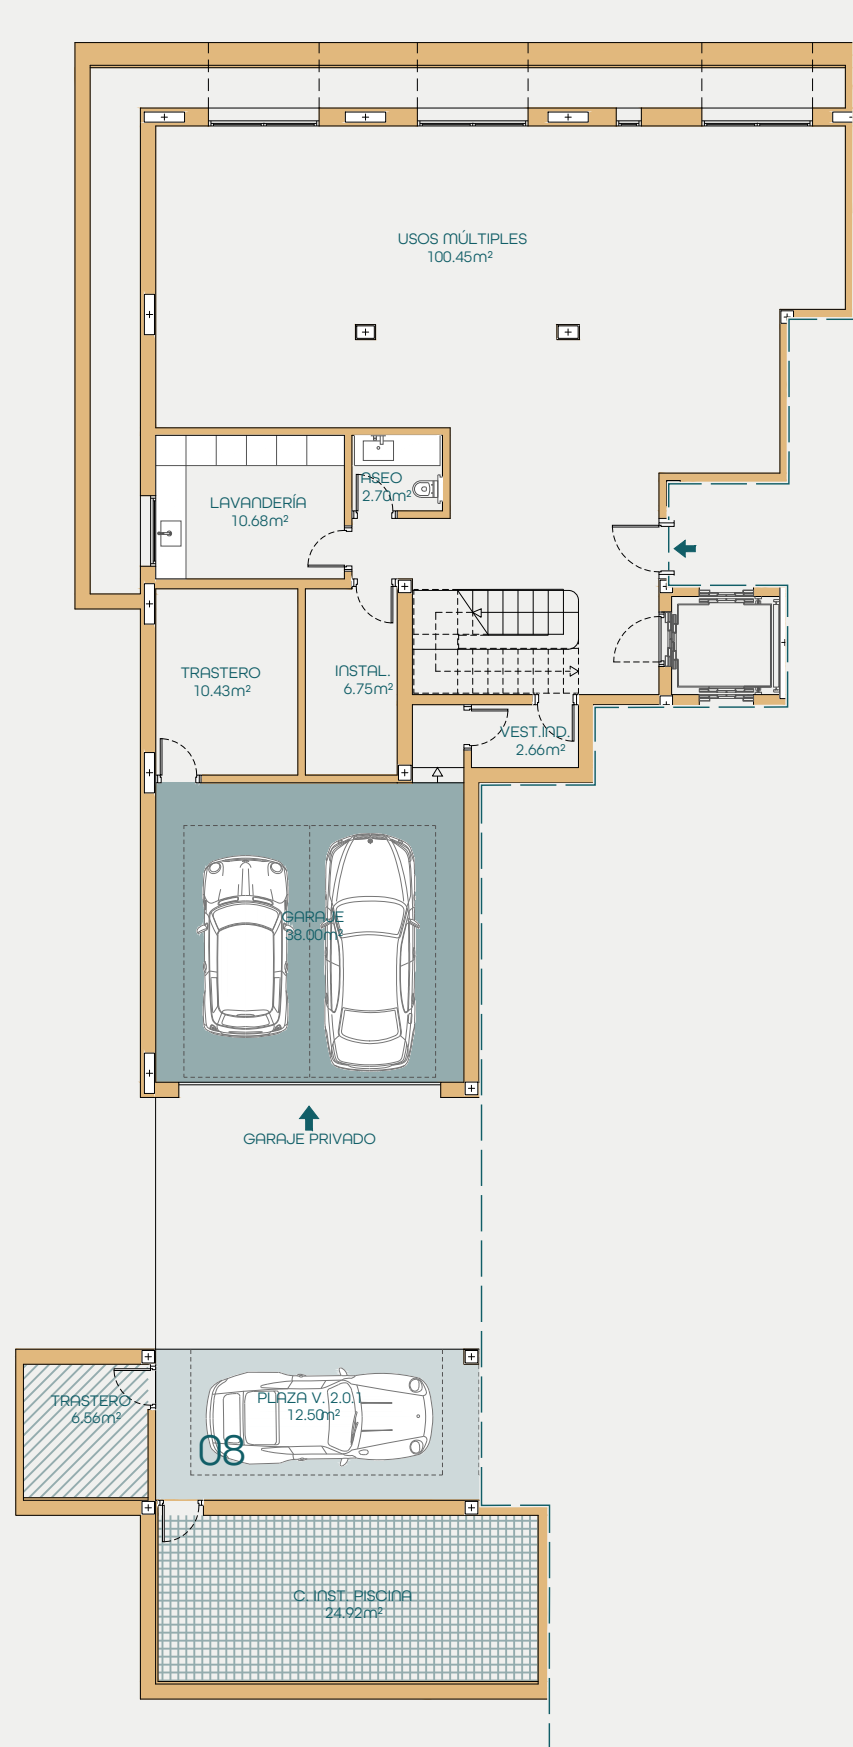 USOS MÚLTIPLES
100.45m²
ASEO
2.70m²
LAVANDERÍA
10.68m²
TRASTERO
10.43m²
INSTAL.
6.75m²
VEST.IND.
2.66m²
GARAJE
38.00m²
GARAJE PRIVADO
TRASTERO
6.56m²
PLAZA V. 2.0.1
12.50m²
08
C. INST. PISCINA
24.92m²